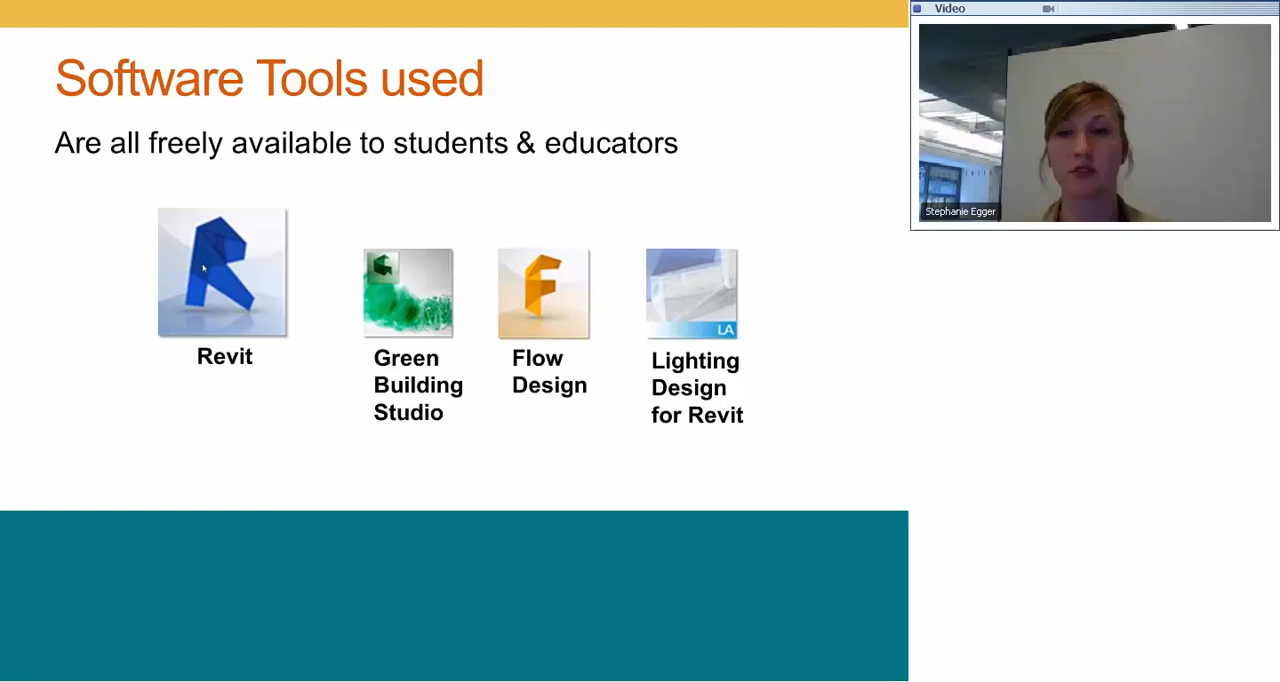 Software Tools used
Are all freely available to students & educators
Revit
Green
Building
Studio
Flow
Design
LA
Lighting
Design
for Revit
Video
Stephanie Egger